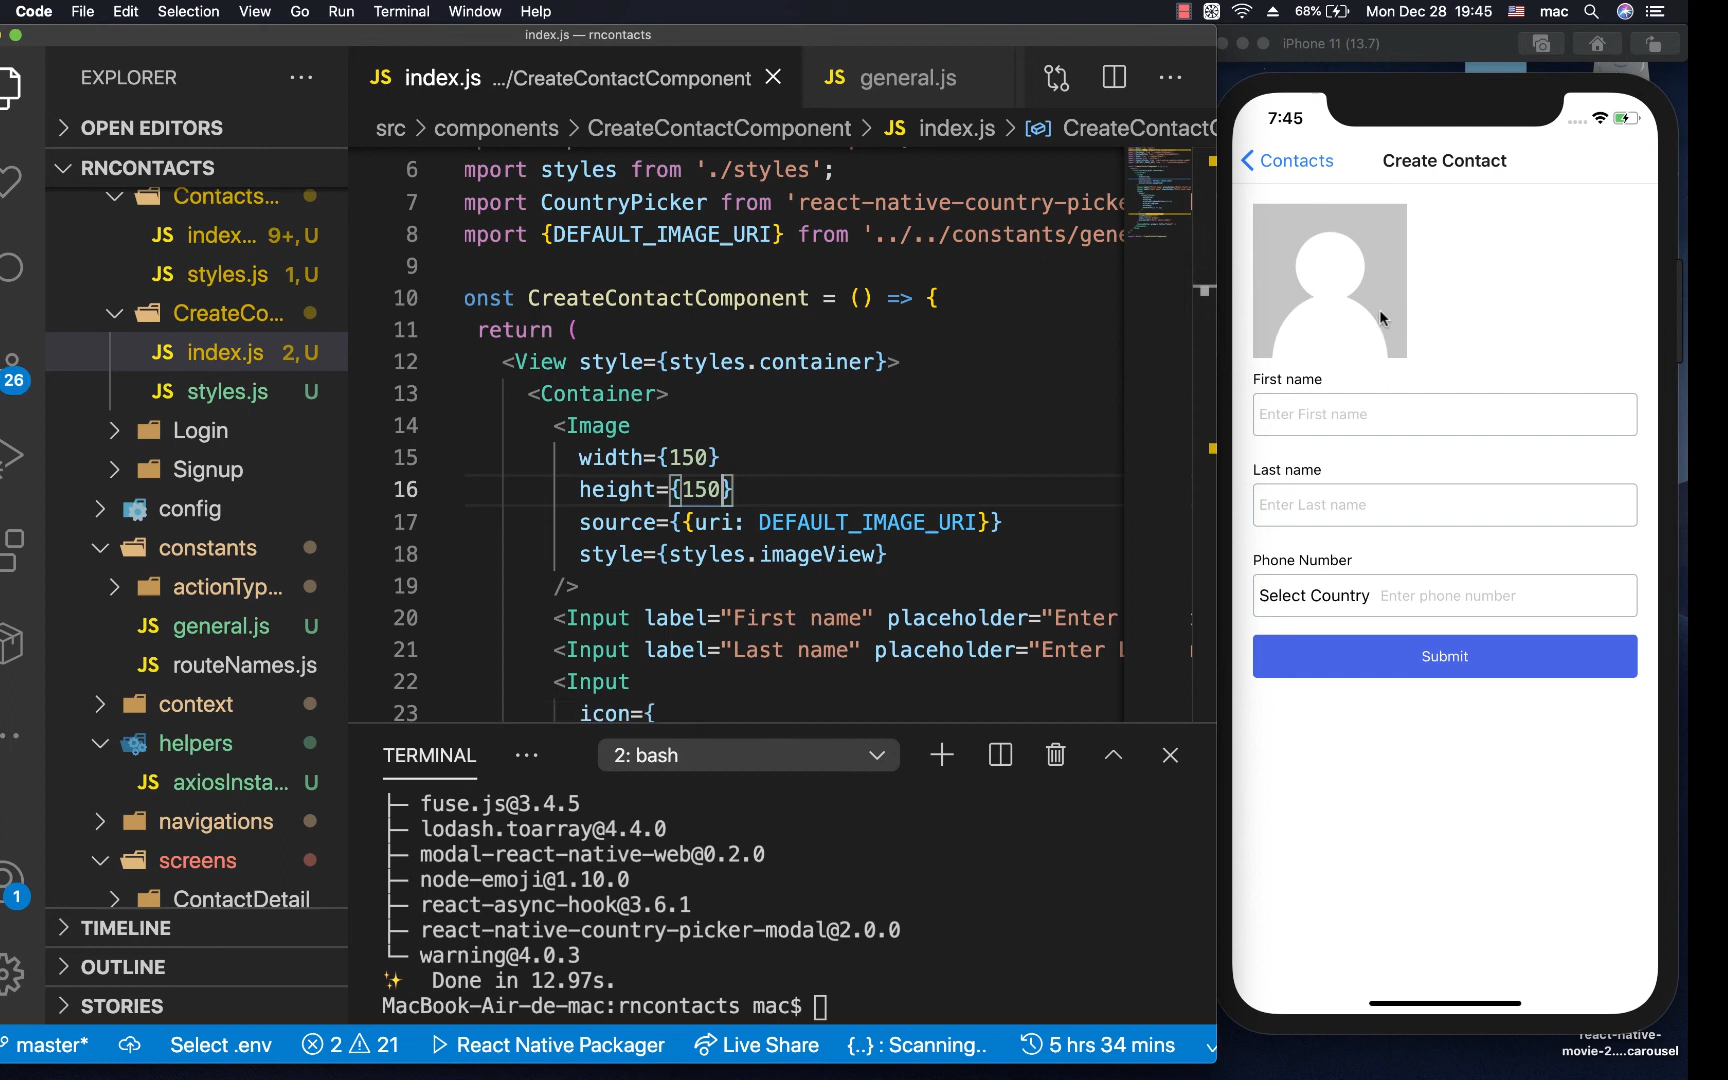 Code File Edit Selection View Go Run Terminal Window Help
68% Mon Dec 28 19:45 mac
index.js — rncontacts
EXPLORER
OPEN EDITORS
RNCONTACTS
Contacts...
index... 9+, U
styles.js 1, U
CreateCo...
index.js 2, U
styles.js U
Login
Signup
config
constants
actionTyp...
general.js U
routeNames.js
context
helpers
axiosInsta... U
navigations
screens
ContactDetail
TIMELINE
OUTLINE
STORIES
26
1
JS index.js .../CreateContactComponent
JS general.js
src > components > CreateContactComponent > JS index.js > CreateContactC
6 mport styles from './styles';
7 mport CountryPicker from 'react-native-country-picke
8 mport {DEFAULT_IMAGE_URI} from '../../constants/gene
9
10 onst CreateContactComponent = () => {
11 return (
12 <View style={styles.container}>
13 <Container>
14 <Image
15 width={150}
16 height={150}
17 source={{uri: DEFAULT_IMAGE_URI}}
18 style={styles.imageView}
19 />
20 <Input label="First name" placeholder="Enter
21 <Input label="Last name" placeholder="Enter L
22 <Input
23 icon={
TERMINAL
2: bash
├─ fuse.js@3.4.5
├─ lodash.toarray@4.4.0
├─ modal-react-native-web@0.2.0
├─ node-emoji@1.10.0
├─ react-async-hook@3.6.1
├─ react-native-country-picker-modal@2.0.0
└─ warning@4.0.3
✨ Done in 12.97s.
MacBook-Air-de-mac:rncontacts mac$
master* Select .env 2 21 React Native Packager Live Share {..} : Scanning.. 5 hrs 34 mins
iPhone 11 (13.7)
7:45
Contacts Create Contact
First name
Enter First name
Last name
Enter Last name
Phone Number
Select Country Enter phone number
Submit
react-native-
movie-2....carousel